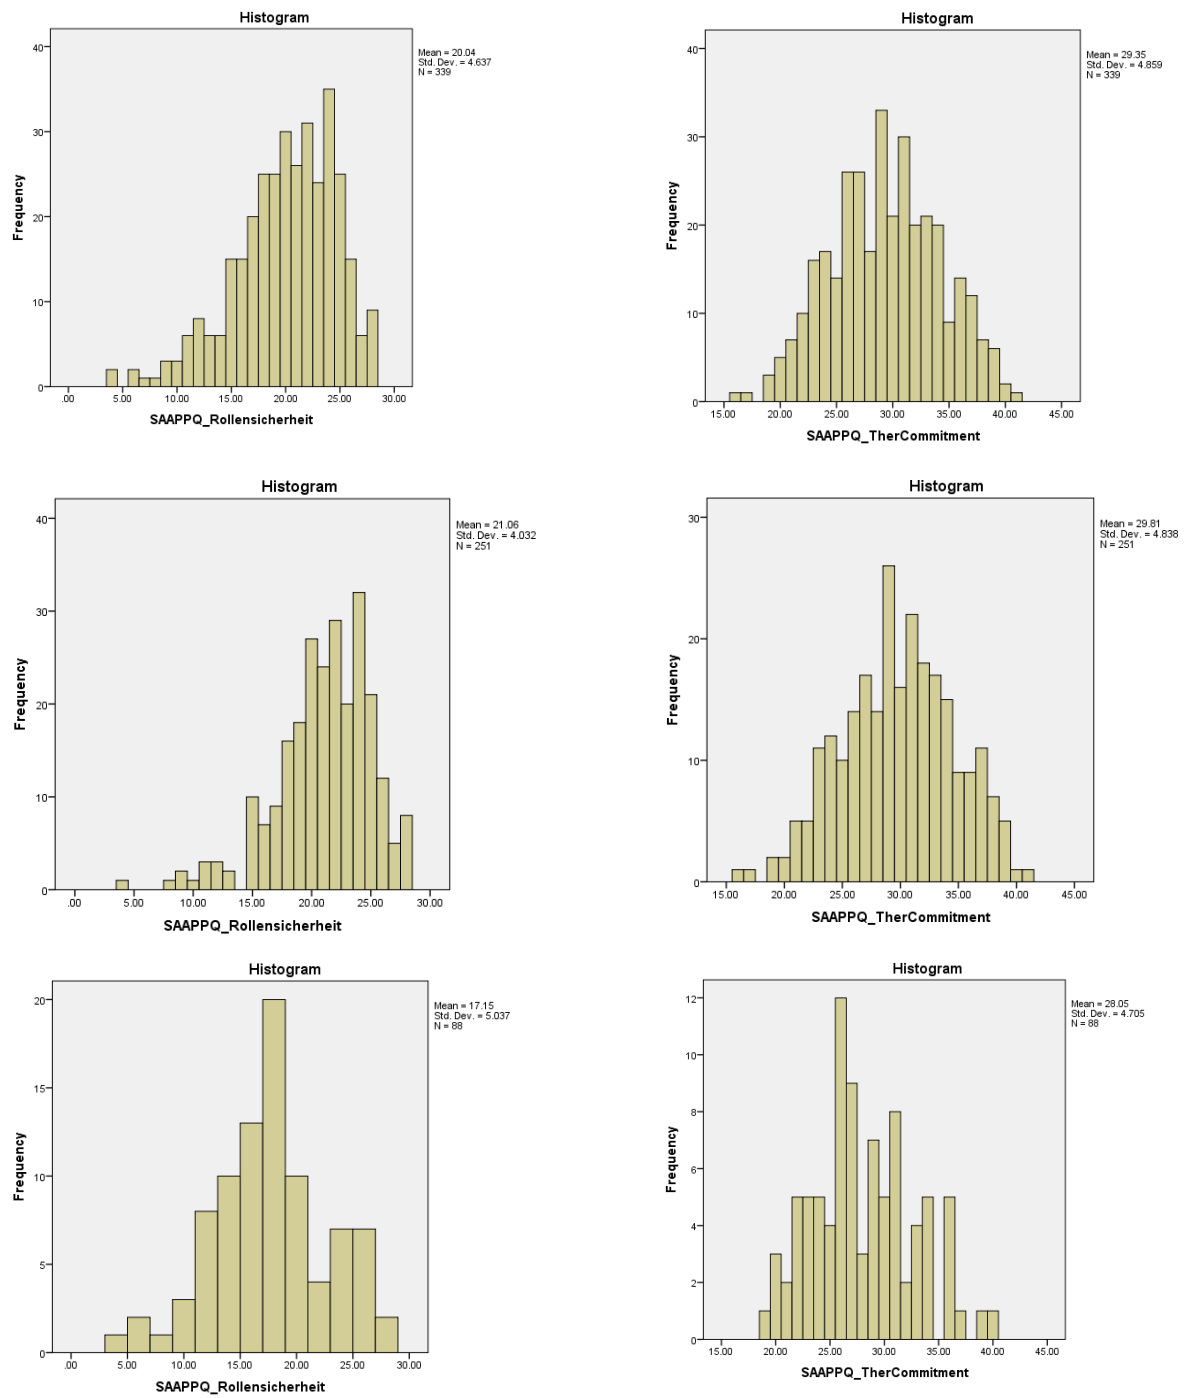 Histogram
Mean = 20.04
Std. Dev. = 4.637
N = 339
40
30
20
10
0
Frequency
.00 5.00 10.00 15.00 20.00 25.00 30.00
SAAPPQ_Rollensicherheit
Histogram
Mean = 29.35
Std. Dev. = 4.859
N = 339
40
30
20
10
0
Frequency
15.00 20.00 25.00 30.00 35.00 40.00 45.00
SAAPPQ_TherCommitment
Histogram
Mean = 21.06
Std. Dev. = 4.032
N = 251
40
30
20
10
0
Frequency
.00 5.00 10.00 15.00 20.00 25.00 30.00
SAAPPQ_Rollensicherheit
Histogram
Mean = 29.81
Std. Dev. = 4.838
N = 251
30
20
10
0
Frequency
15.00 20.00 25.00 30.00 35.00 40.00 45.00
SAAPPQ_TherCommitment
Histogram
Mean = 17.15
Std. Dev. = 5.037
N = 88
20
15
10
5
0
Frequency
.00 5.00 10.00 15.00 20.00 25.00 30.00
SAAPPQ_Rollensicherheit
Histogram
Mean = 28.05
Std. Dev. = 4.705
N = 88
12
10
8
6
4
2
0
Frequency
15.00 20.00 25.00 30.00 35.00 40.00 45.00
SAAPPQ_TherCommitment